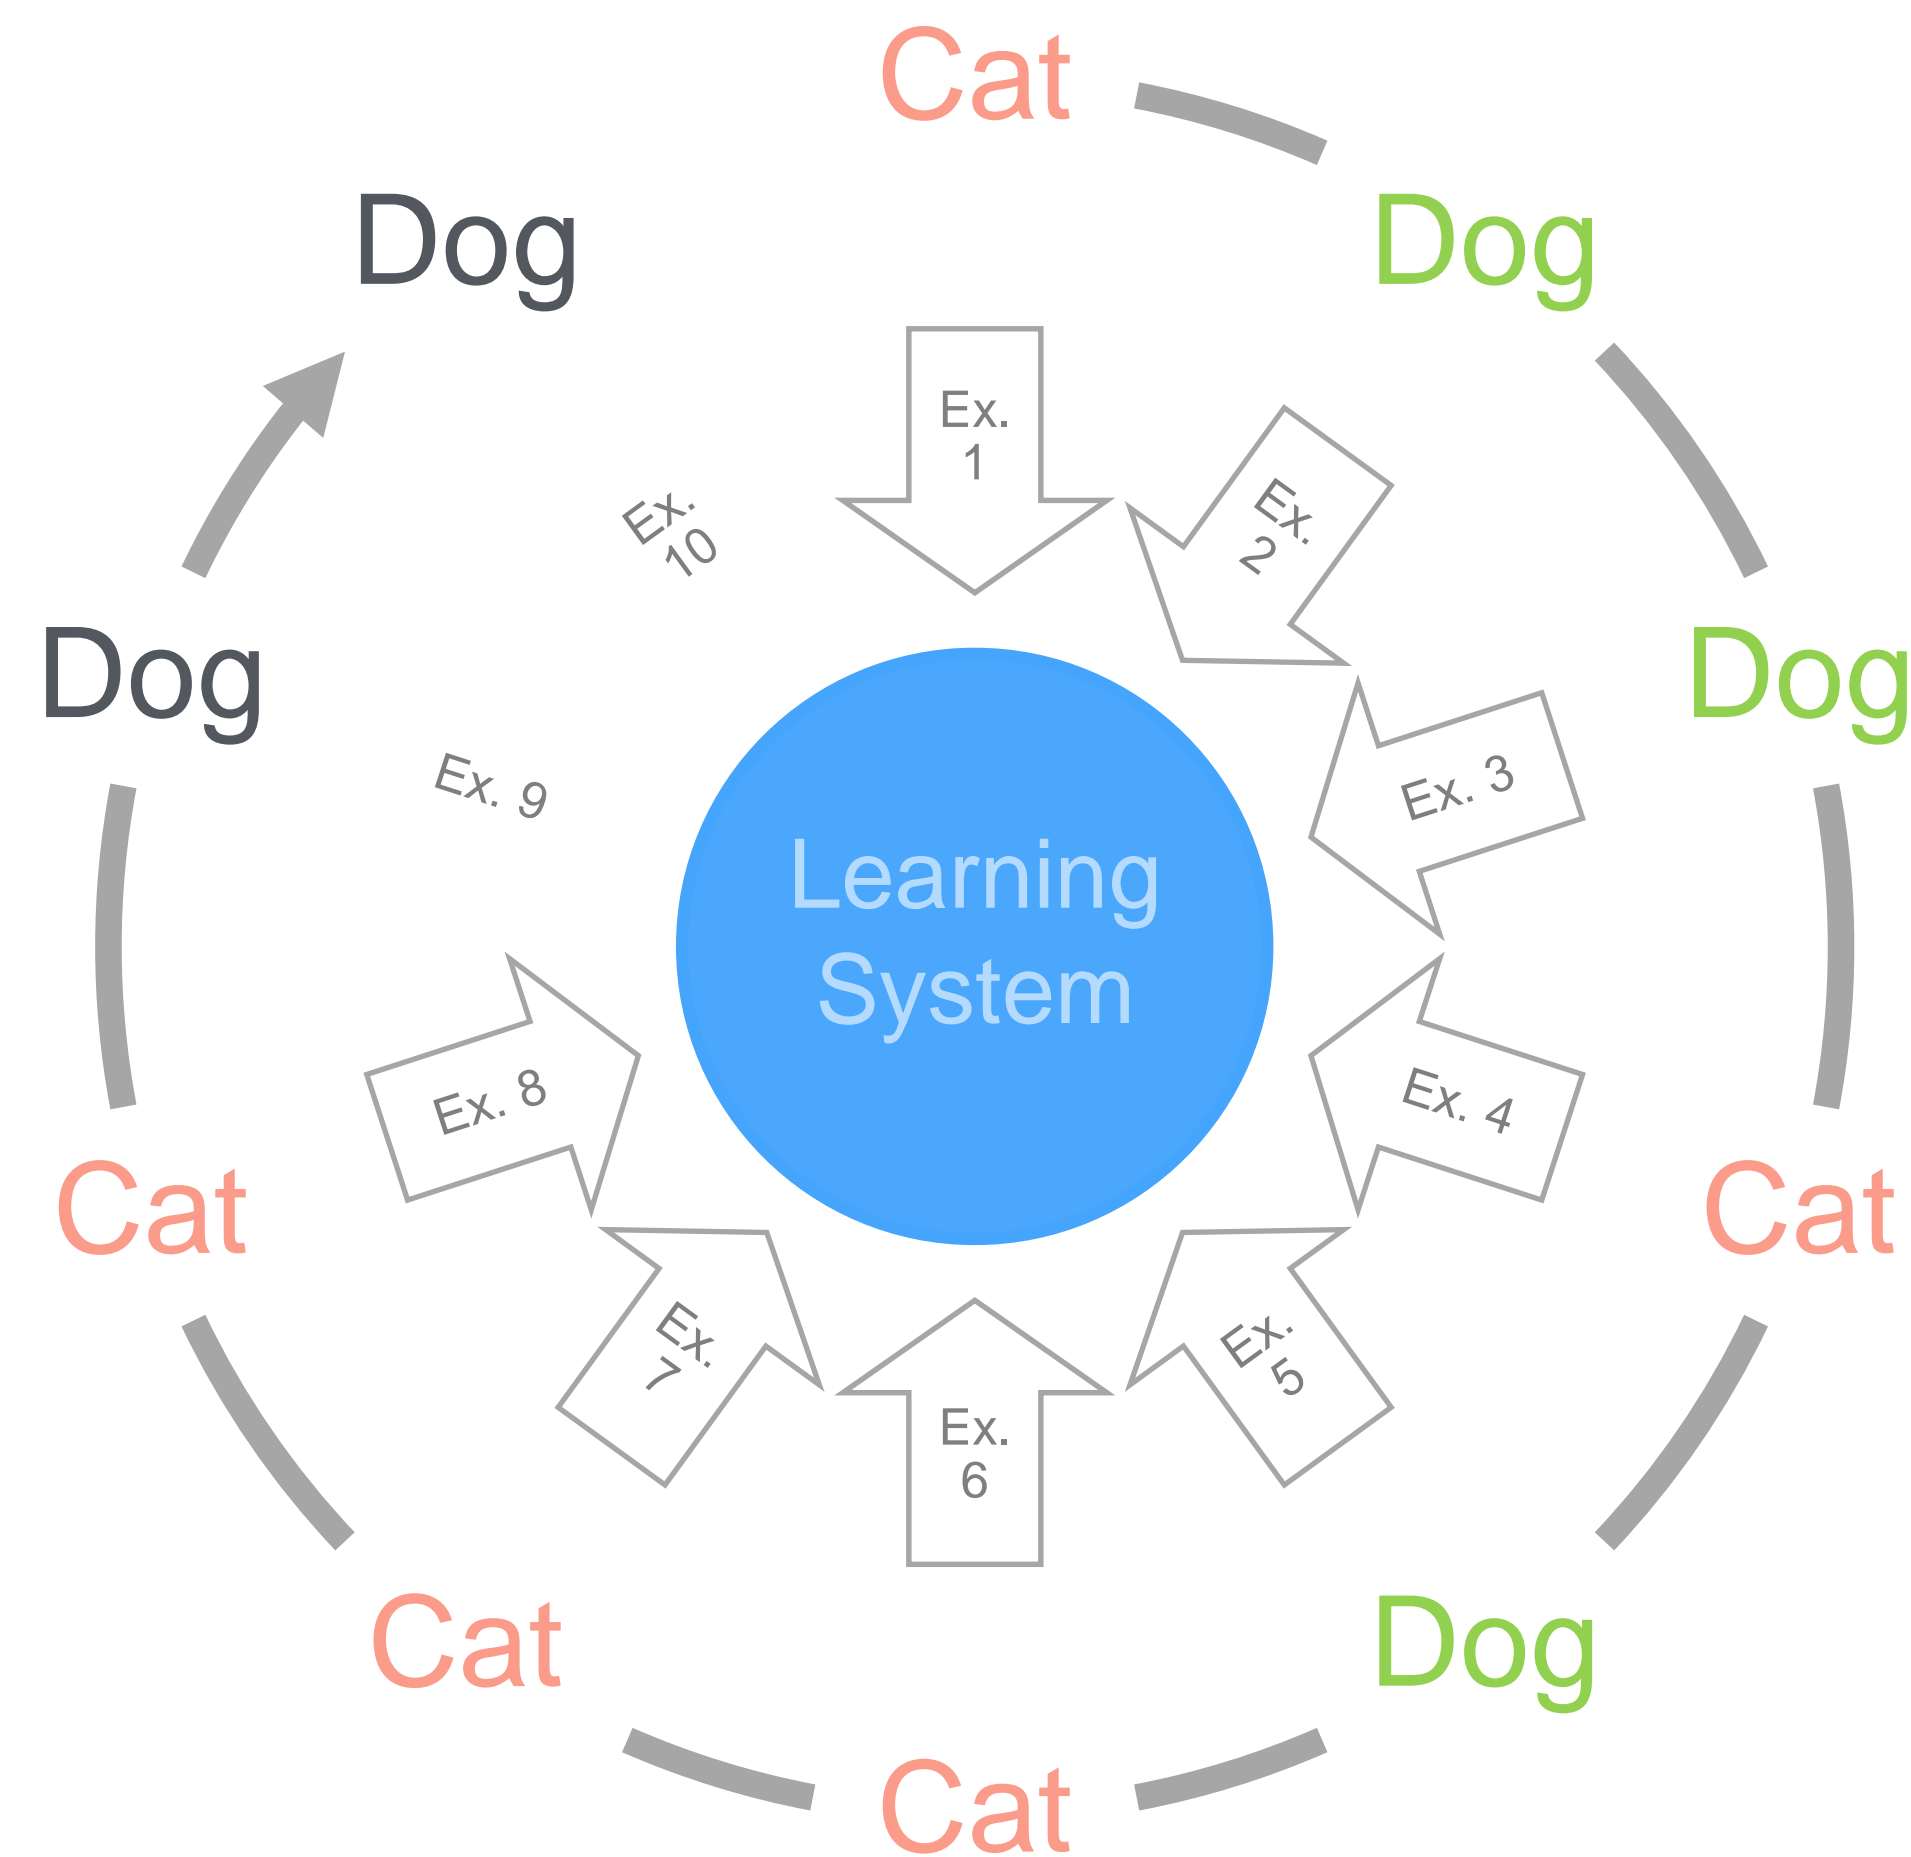 Cat
Dog
Dog
Cat
Dog
Cat
Cat
Cat
Dog
Dog
Ex.
1
Ex.
2
Ex. 3
Ex. 4
Ex.
5
Ex.
6
Ex.
7
Ex. 8
Ex. 9
Ex.
10
Learning
System